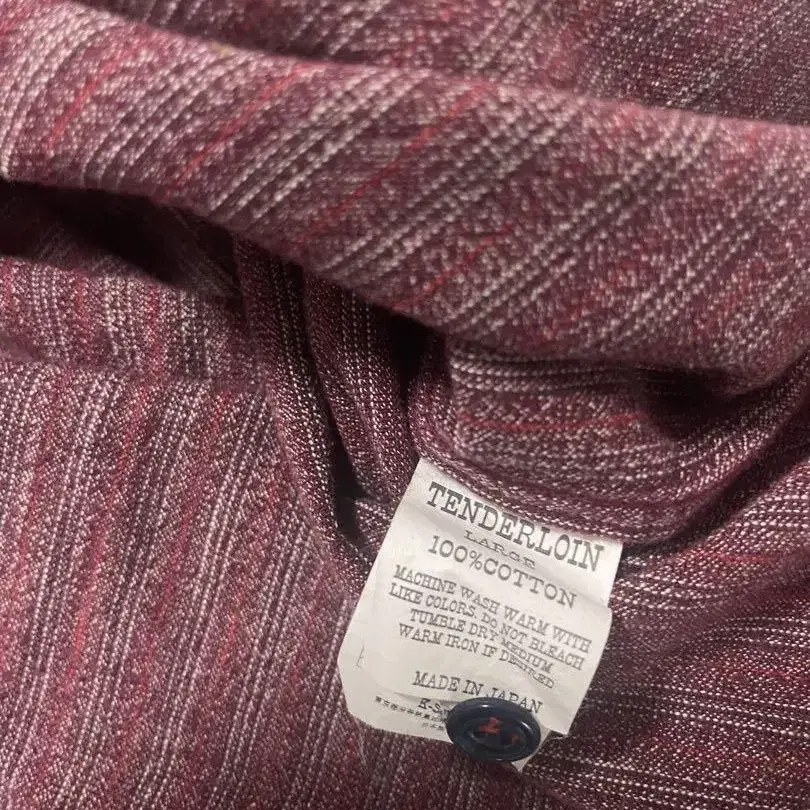 TENDERLOIN
LARGE
100%COTTON
MACHINE WASH WARM WITH
LIKE COLORS. DO NOT BLEACH
TUMBLE DRY MEDIUM
WARM IRON IF DESIRED
MADE IN JAPAN